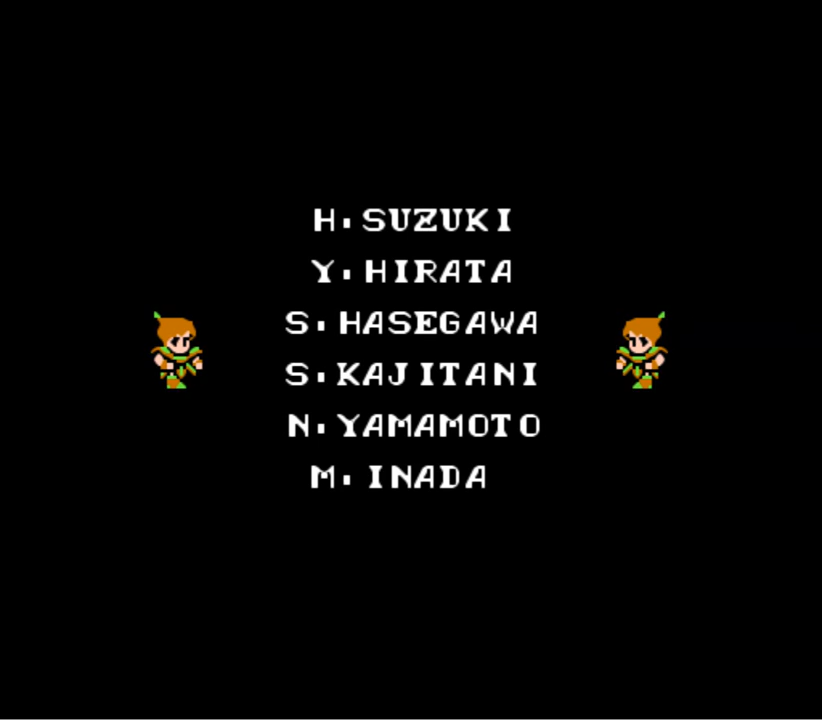 H.SUZUKI
Y.HIRATA
S.HASEGAWA
S.KAJITANI
N.YAMAMOTO
M.INADA